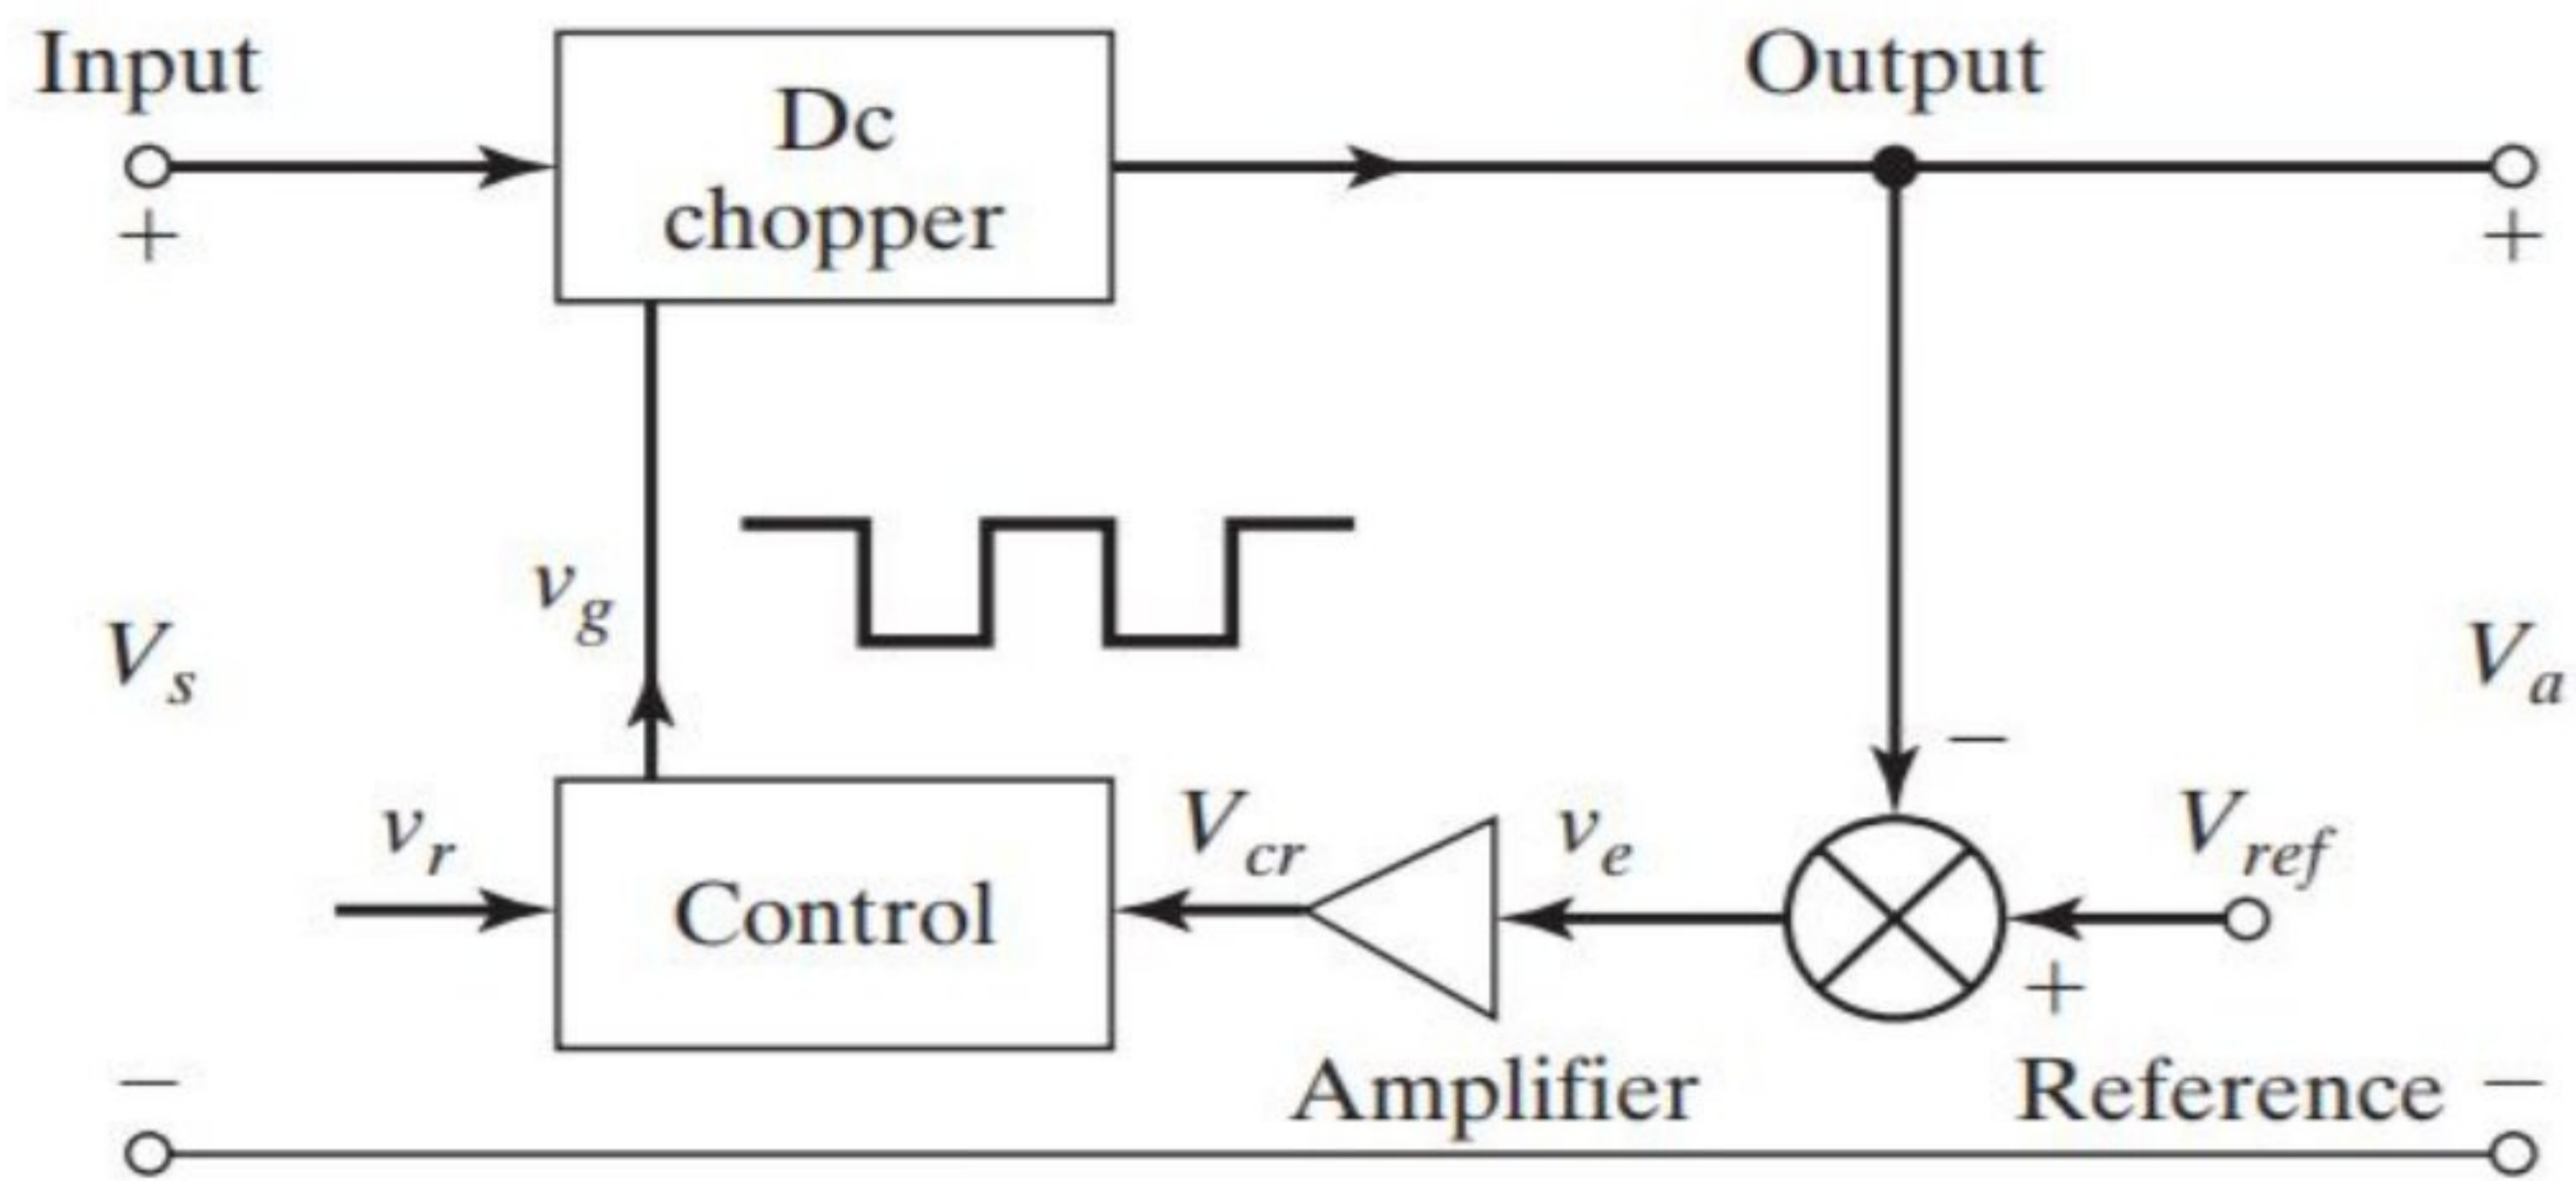 Input
Dc
chopper
Output
+
+
v_g
V_s
V_a
−
v_r
Control
V_cr
v_e
V_ref
+
Amplifier
Reference
−
−